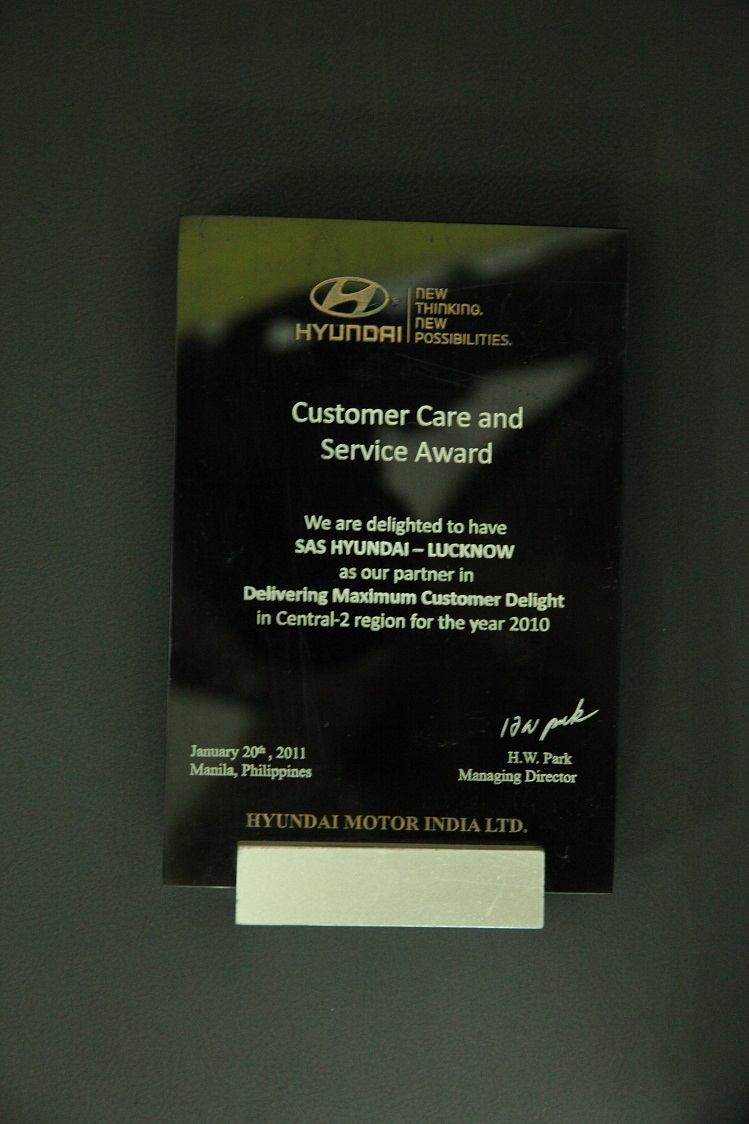 HYUNDAI
NEW
THINKING.
NEW
POSSIBILITIES.
Customer Care and
Service Award
We are delighted to have
SAS HYUNDAI – LUCKNOW
as our partner in
Delivering Maximum Customer Delight
in Central-2 region for the year 2010
HW park
January 20th, 2011
Manila, Philippines
H.W. Park
Managing Director
HYUNDAI MOTOR INDIA LTD.